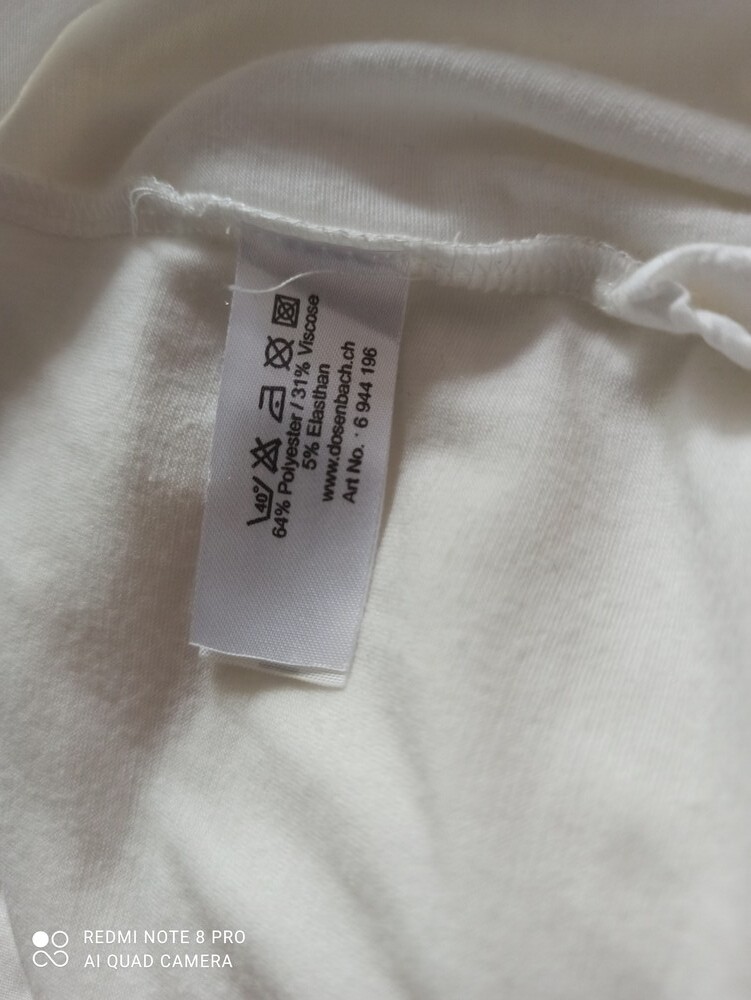 40°
64% Polyester / 31% Viscose
5% Elasthan
www.dosenbach.ch
Art No. · 6 944 196
REDMI NOTE 8 PRO
AI QUAD CAMERA